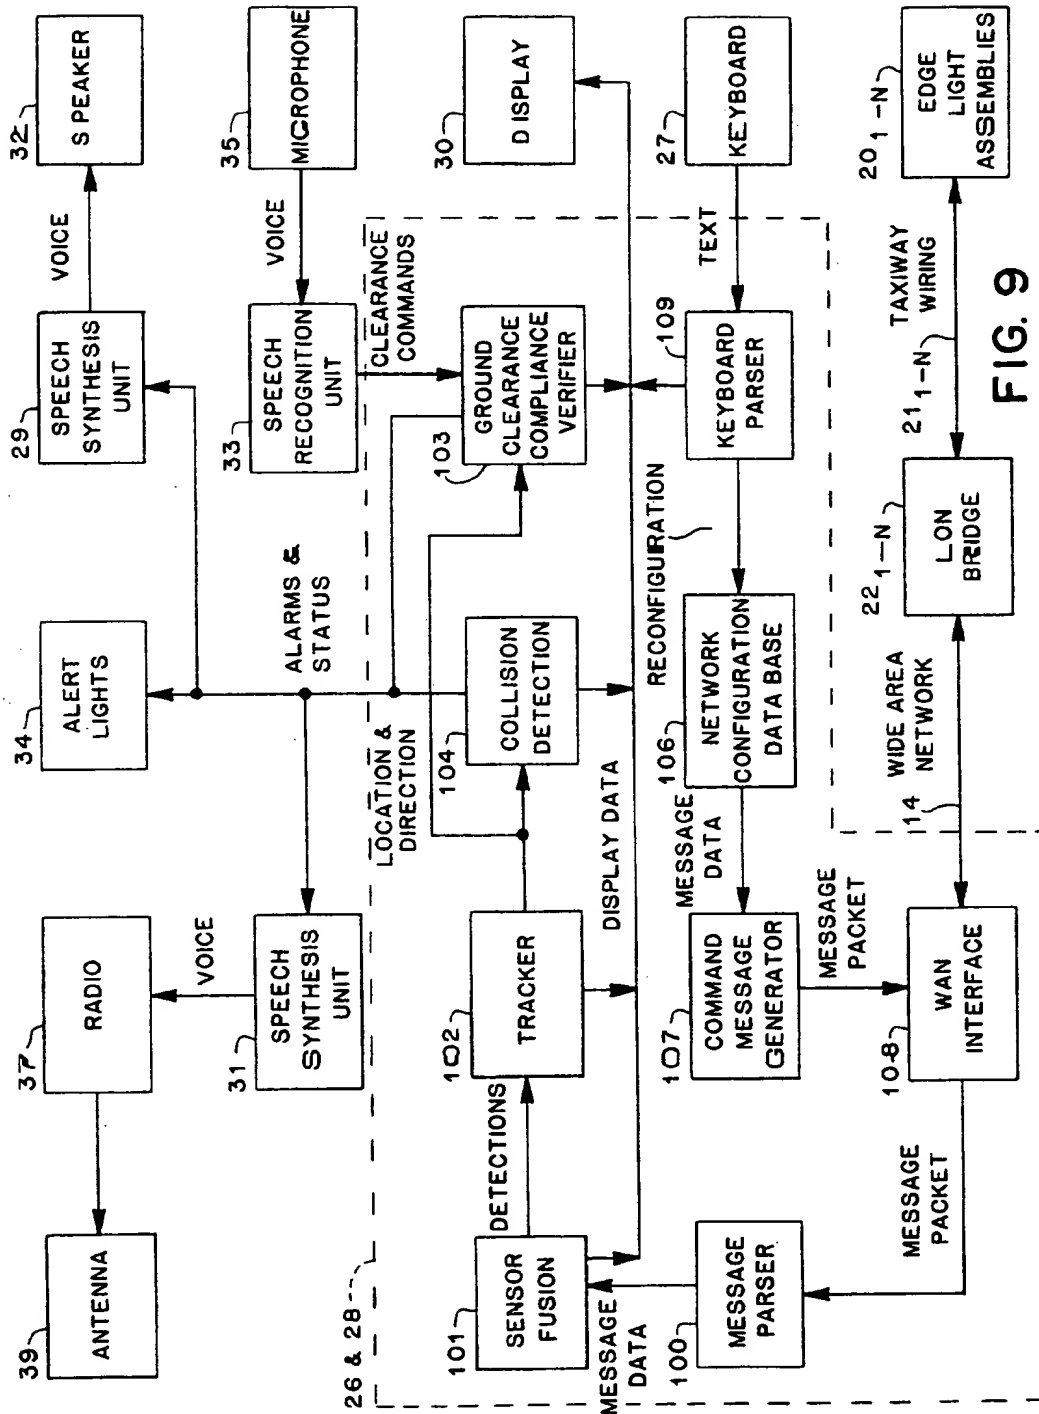 39
ANTENNA
37
RADIO
VOICE
31
SPEECH
SYNTHESIS
UNIT
34
ALERT
LIGHTS
ALARMS &
STATUS
29
SPEECH
SYNTHESIS
UNIT
VOICE
32
SPEAKER
33
SPEECH
RECOGNITION
UNIT
VOICE
35
MICROPHONE
CLEARANCE
COMMANDS
26 & 28
LOCATION &
DIRECTION
101
SENSOR
FUSION
DETECTIONS
102
TRACKER
104
COLLISION
DETECTION
103
GROUND
CLEARANCE
COMPLIANCE
VERIFIER
30
DISPLAY
DISPLAY DATA
MESSAGE
DATA
100
MESSAGE
PARSER
107
COMMAND
MESSAGE
GENERATOR
MESSAGE
DATA
106
NETWORK
CONFIGURATION
DATA BASE
RECONFIGURATION
109
KEYBOARD
PARSER
TEXT
27
KEYBOARD
MESSAGE
PACKET
MESSAGE
PACKET
108
WAN
INTERFACE
14
WIDE AREA
NETWORK
22 1-N
LON
BRIDGE
21 1-N
TAXIWAY
WIRING
20 1-N
EDGE
LIGHT
ASSEMBLIES
FIG. 9